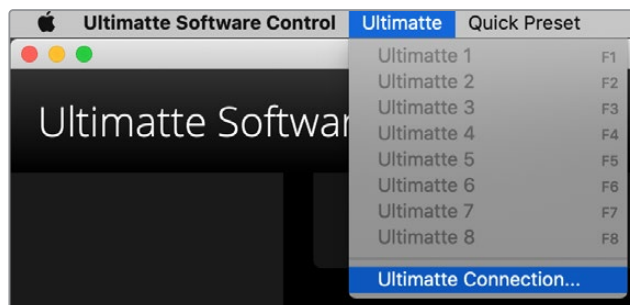 Ultimatte Software Control Ultimatte Quick Preset
Ultimatte 1 F1
Ultimatte 2 F2
Ultimatte Softwar
Ultimatte 3 F3
Ultimatte 4 F4
Ultimatte 5 F5
Ultimatte 6 F6
Ultimatte 7 F7
Ultimatte 8 F8
Ultimatte Connection...